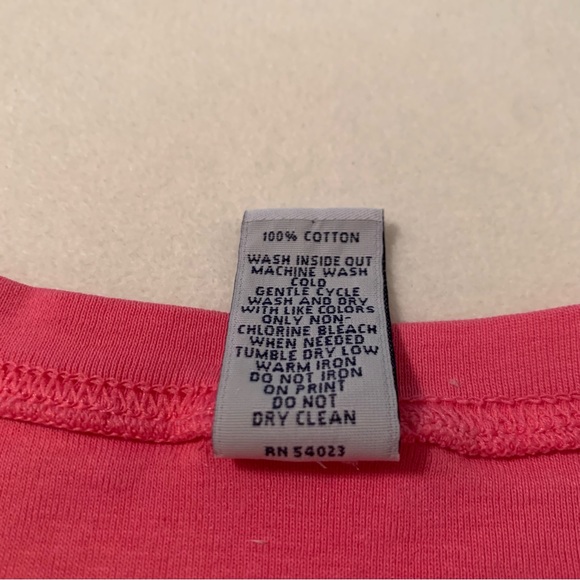 100% COTTON
WASH INSIDE OUT
MACHINE WASH
COLD
GENTLE CYCLE
WASH AND DRY
WITH LIKE COLORS
ONLY NON-
CHLORINE BLEACH
WHEN NEEDED
TUMBLE DRY LOW
WARM IRON
DO NOT IRON
ON PRINT
DO NOT
DRY CLEAN
RN 54023